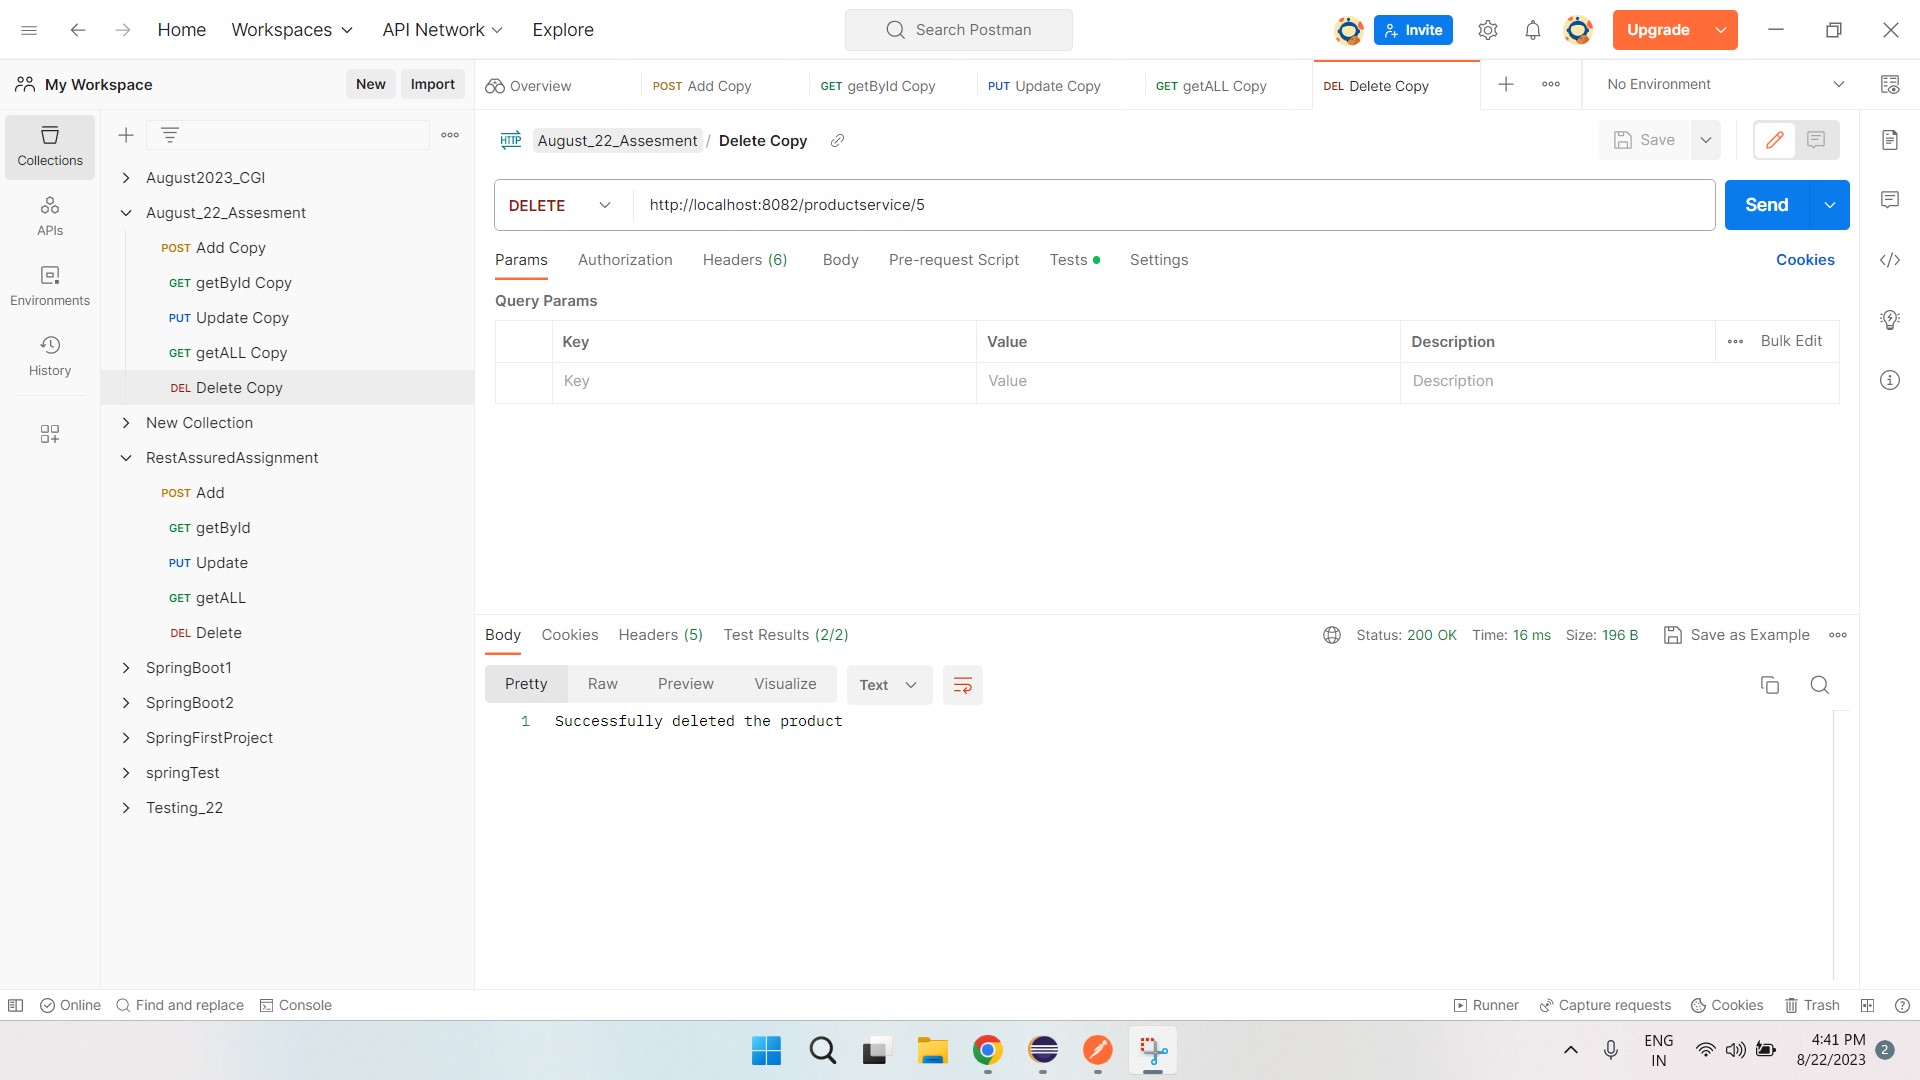 Home
Workspaces
API Network
Explore
Search Postman
Invite
Upgrade
My Workspace
New
Import
Overview
POST Add Copy
GET getById Copy
PUT Update Copy
GET getALL Copy
DEL Delete Copy
No Environment
Collections
APIs
Environments
History
August2023_CGI
August_22_Assesment
POST Add Copy
GET getById Copy
PUT Update Copy
GET getALL Copy
DEL Delete Copy
New Collection
RestAssuredAssignment
POST Add
GET getById
PUT Update
GET getALL
DEL Delete
SpringBoot1
SpringBoot2
SpringFirstProject
springTest
Testing_22
HTTP August_22_Assesment / Delete Copy
Save
DELETE
http://localhost:8082/productservice/5
Send
Params
Authorization
Headers (6)
Body
Pre-request Script
Tests
Settings
Cookies
Query Params
Key
Value
Description
Bulk Edit
Key
Value
Description
Body
Cookies
Headers (5)
Test Results (2/2)
Status: 200 OK
Time: 16 ms
Size: 196 B
Save as Example
Pretty
Raw
Preview
Visualize
Text
1 Successfully deleted the product
Online
Find and replace
Console
Runner
Capture requests
Cookies
Trash
ENG
IN
4:41 PM
8/22/2023
2